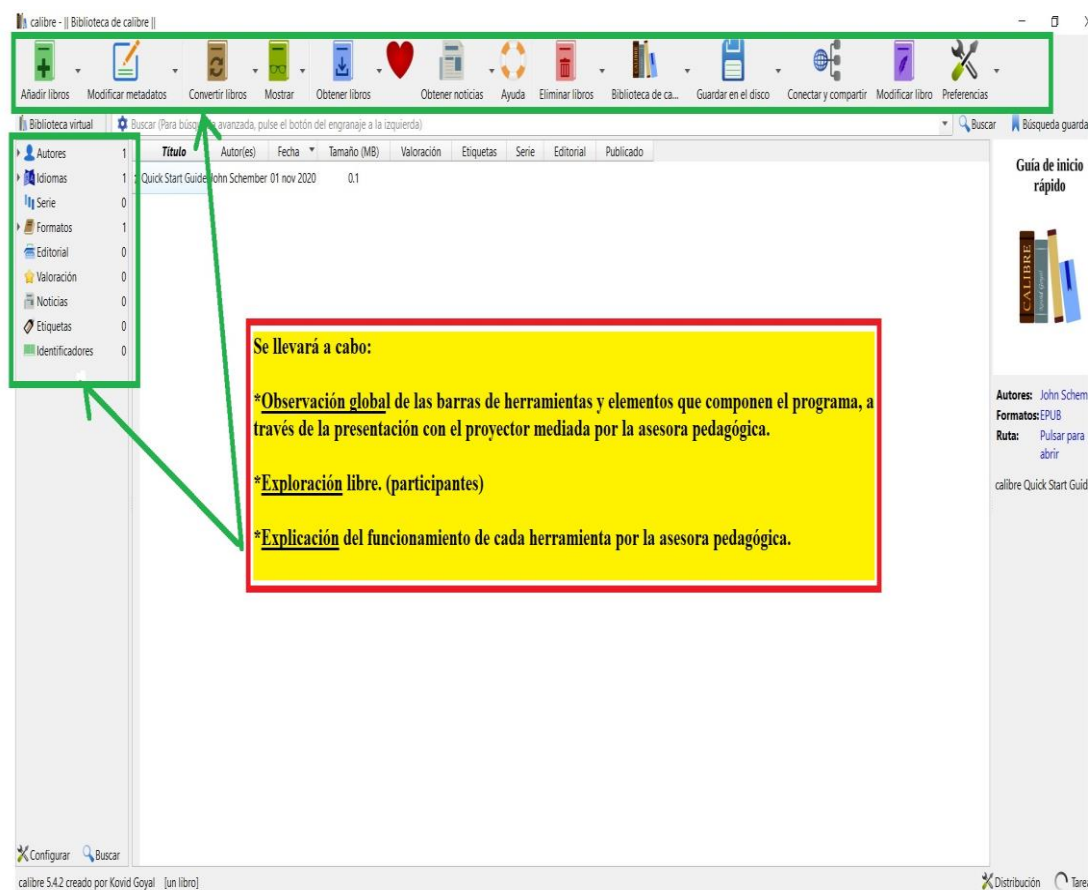 calibre - || Biblioteca de calibre ||
Añadir libros Modificar metadatos Convertir libros Mostrar Obtener libros Obtener noticias Ayuda Eliminar libros Biblioteca de ca... Guardar en el disco Conectar y compartir Modificar libro Preferencias
Biblioteca virtual Buscar (Para búsqueda avanzada, pulse el botón del engranaje a la izquierda) Buscar Búsqueda guarda
Título Autor(es) Fecha Tamaño (MB) Valoración Etiquetas Serie Editorial Publicado
Quick Start Guide John Schember 01 nov 2020 0.1
Autores 1
Idiomas 1
Serie 0
Formatos 1
Editorial 0
Valoración 0
Noticias 0
Etiquetas 0
Identificadores 0
Se llevará a cabo:
*Observación global de las barras de herramientas y elementos que componen el programa, a
través de la presentación con el proyector mediada por la asesora pedagógica.
*Exploración libre. (participantes)
*Explicación del funcionamiento de cada herramienta por la asesora pedagógica.
Guía de inicio
rápido
CALIBRE
Kovid Goyal
Autores: John Schem
Formatos: EPUB
Ruta: Pulsar para
abrir
calibre Quick Start Guid
Configurar Buscar
calibre 5.4.2 creado por Kovid Goyal [un libro] Distribución Tarea